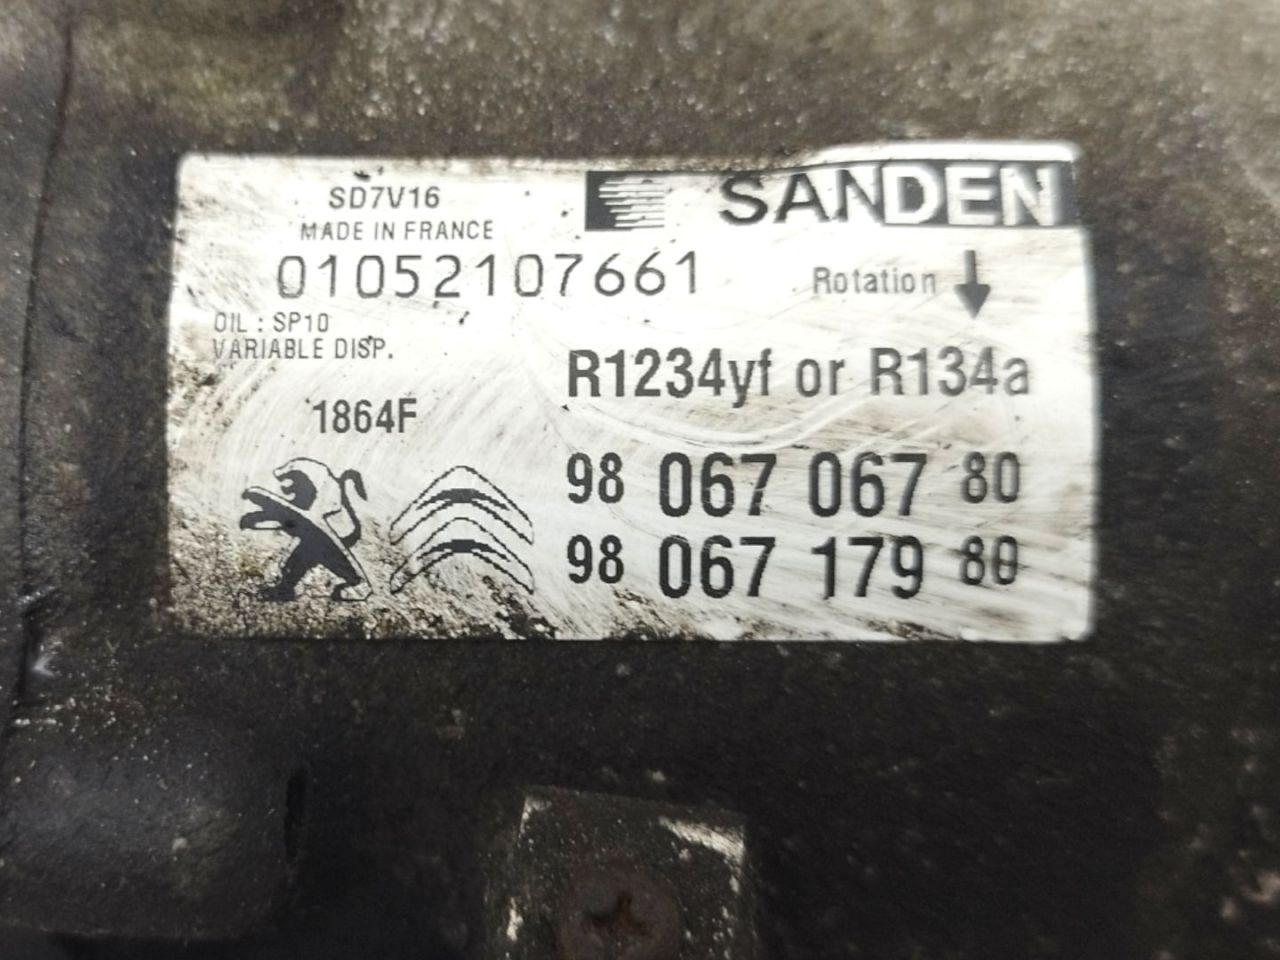 SD7V16
SANDEN
MADE IN FRANCE
01052107661
Rotation
OIL : SP10
VARIABLE DISP.
R1234yf or R134a
1864F
98 067 067 80
98 067 179 80